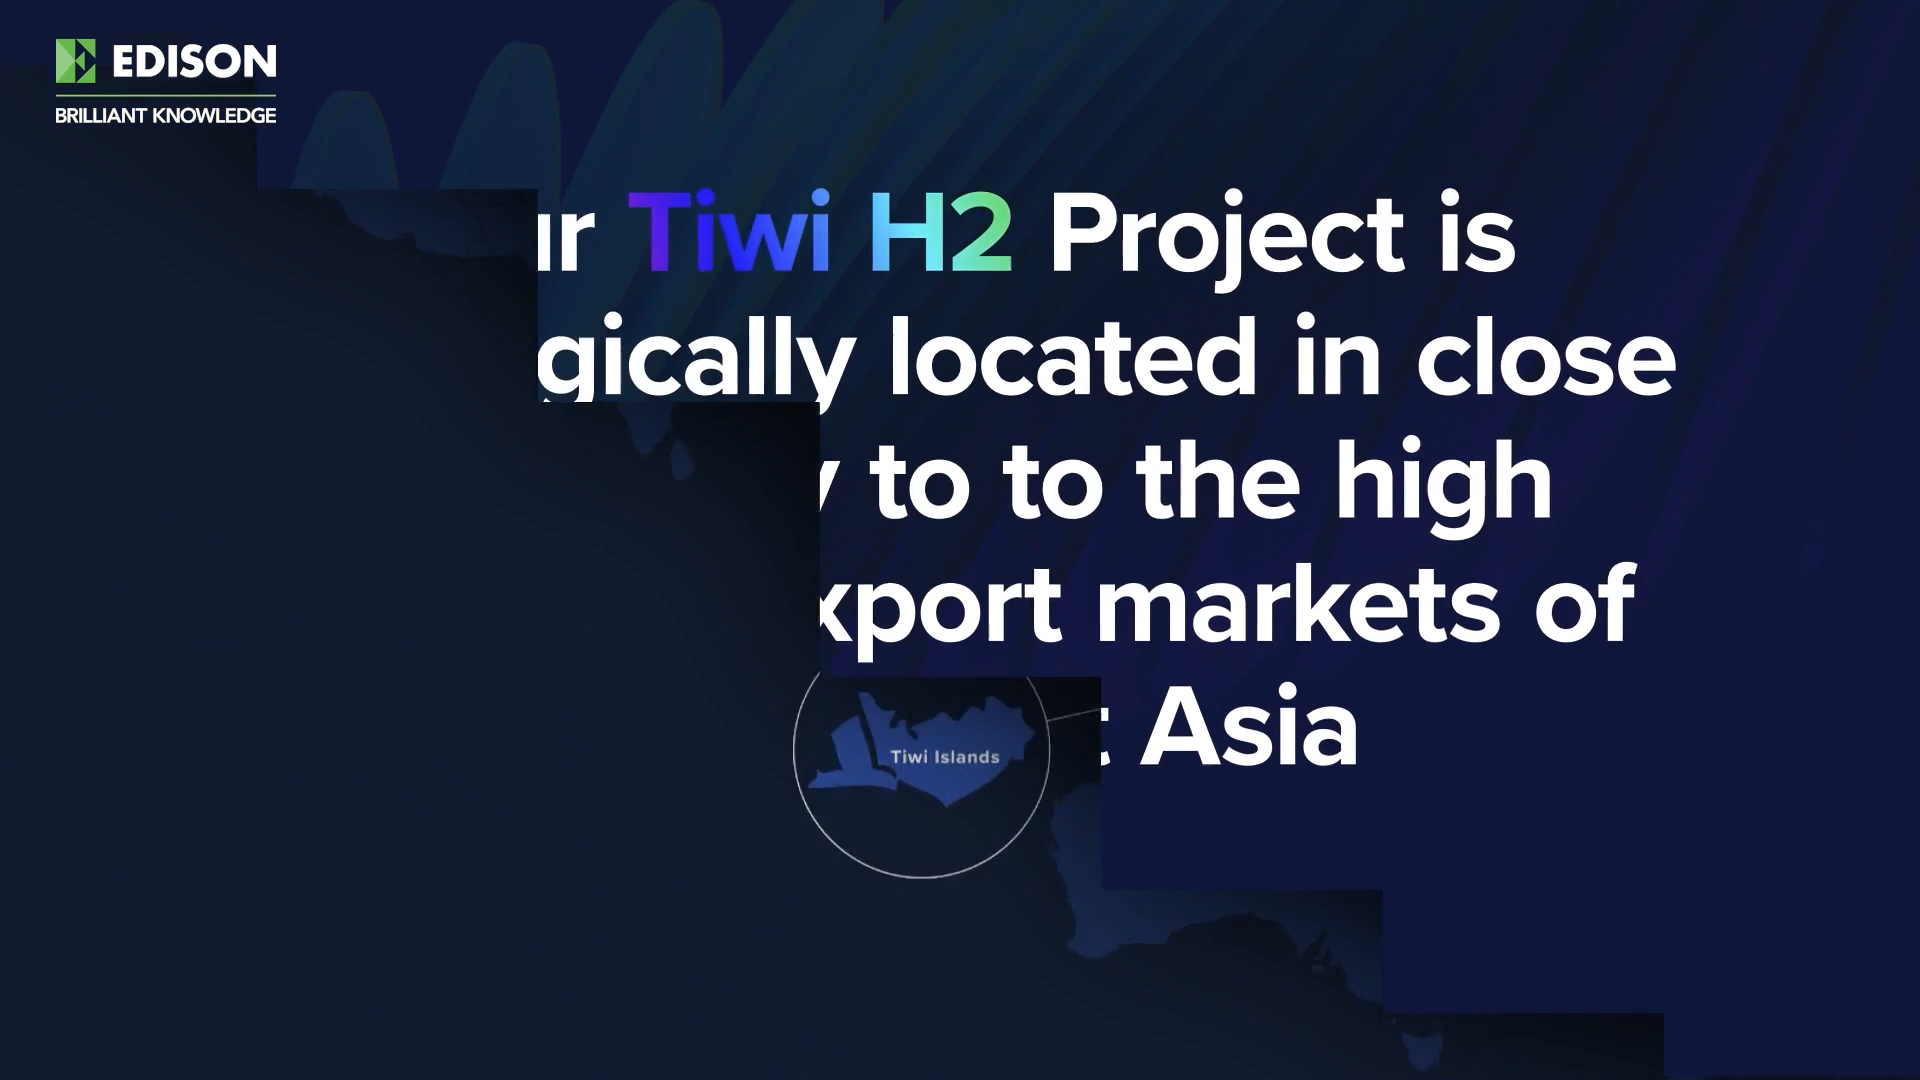 EDISON
BRILLIANT KNOWLEDGE
ur Tiwi H2 Project is
gically located in close
y to to the high
xport markets of
t Asia
Tiwi Islands